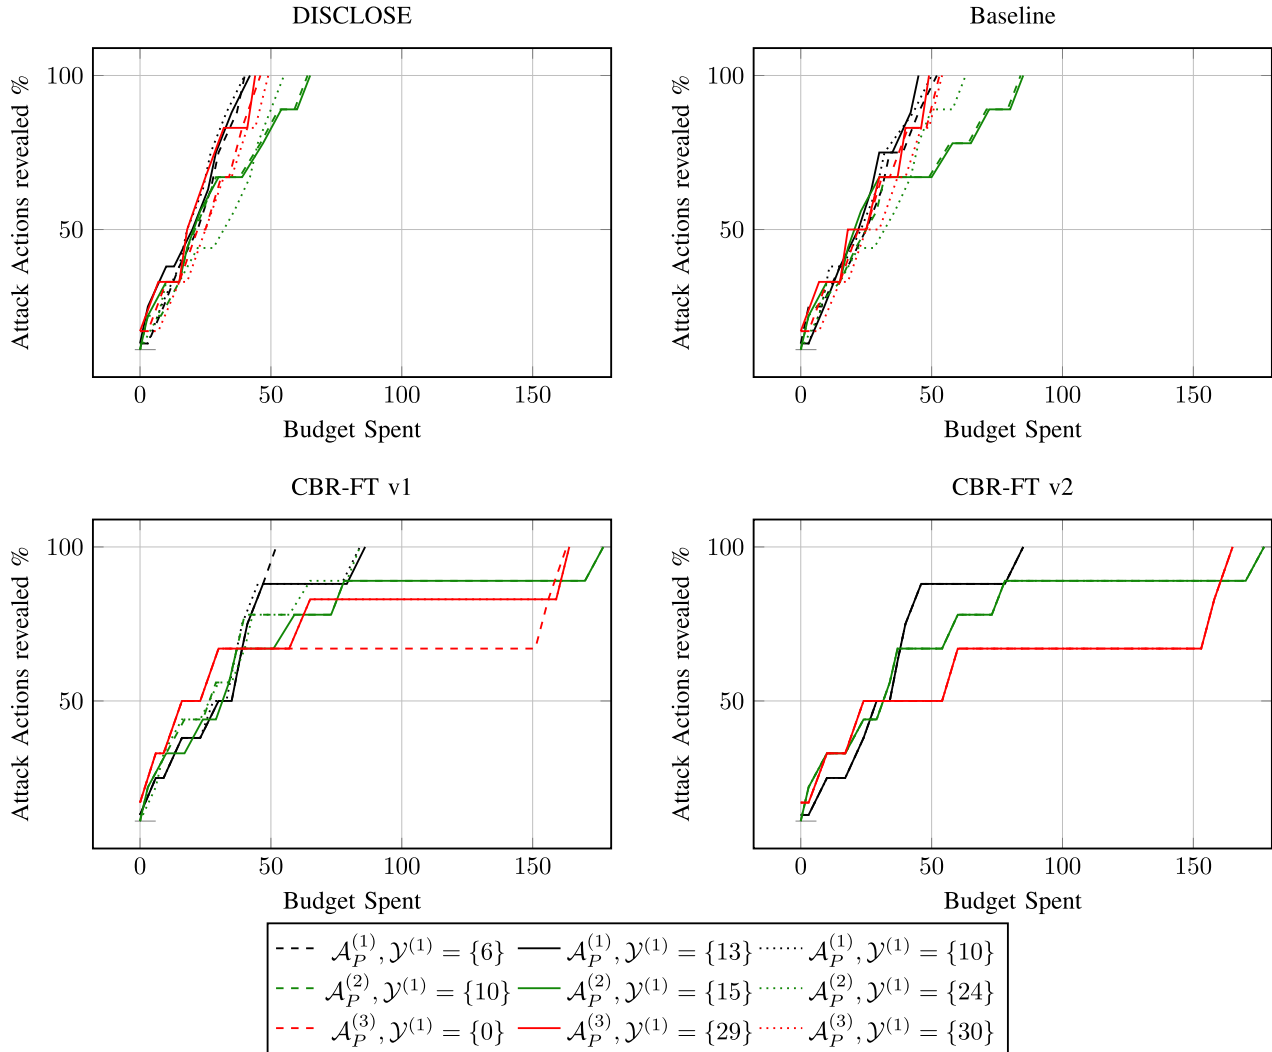 DISCLOSE
Attack Actions revealed %
100
50
0
50
100
150
Budget Spent
Baseline
Attack Actions revealed %
100
50
0
50
100
150
Budget Spent
CBR-FT v1
Attack Actions revealed %
100
50
0
50
100
150
Budget Spent
CBR-FT v2
Attack Actions revealed %
100
50
0
50
100
150
Budget Spent
𝒜_P^(1), 𝒴^(1) = {6} 𝒜_P^(1), 𝒴^(1) = {13} 𝒜_P^(1), 𝒴^(1) = {10}
𝒜_P^(2), 𝒴^(1) = {10} 𝒜_P^(2), 𝒴^(1) = {15} 𝒜_P^(2), 𝒴^(1) = {24}
𝒜_P^(3), 𝒴^(1) = {0} 𝒜_P^(3), 𝒴^(1) = {29} 𝒜_P^(3), 𝒴^(1) = {30}